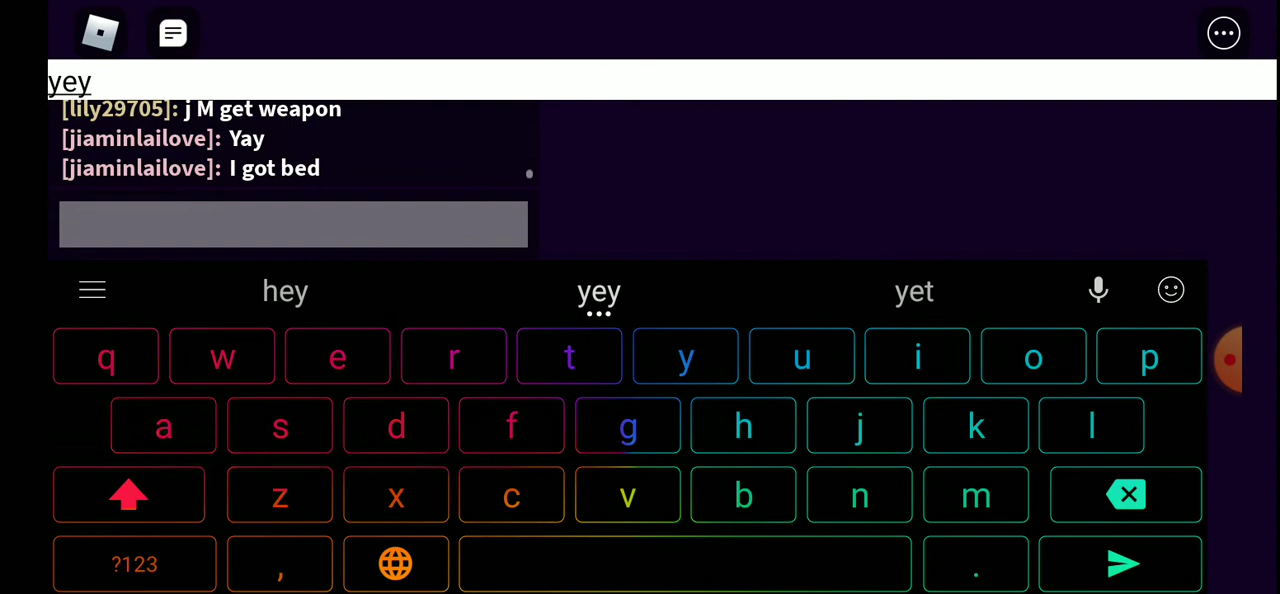 yey
[lily29705]: j M get weapon
[jiaminlailove]: Yay
[jiaminlailove]: I got bed
hey yey yet
q w e r t y u i o p
a s d f g h j k l
z x c v b n m
?123 , .